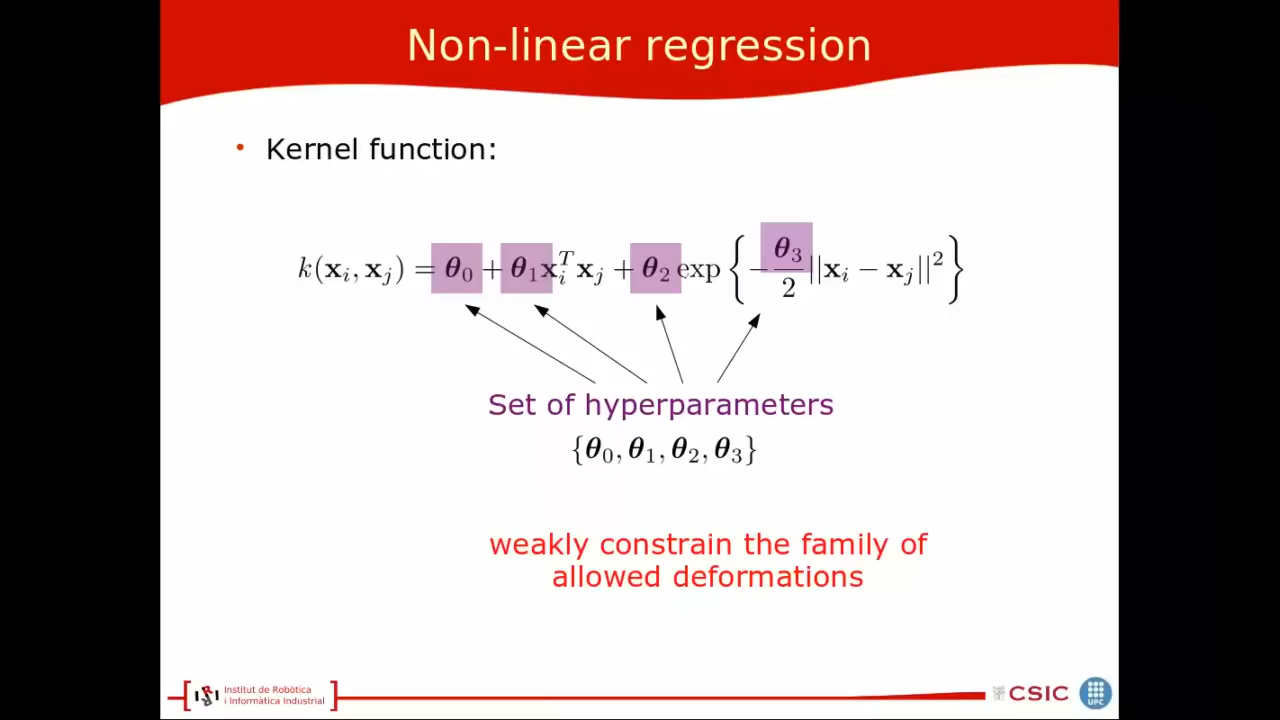 Non-linear regression
• Kernel function:
k(x_i, x_j) = θ_0 + θ_1 x_i^T x_j + θ_2 exp { −θ_3/2 ||x_i − x_j||^2 }
Set of hyperparameters
{θ_0, θ_1, θ_2, θ_3}
weakly constrain the family of
allowed deformations
IRI
Institut de Robòtica
i Informàtica Industrial
CSIC
UPC